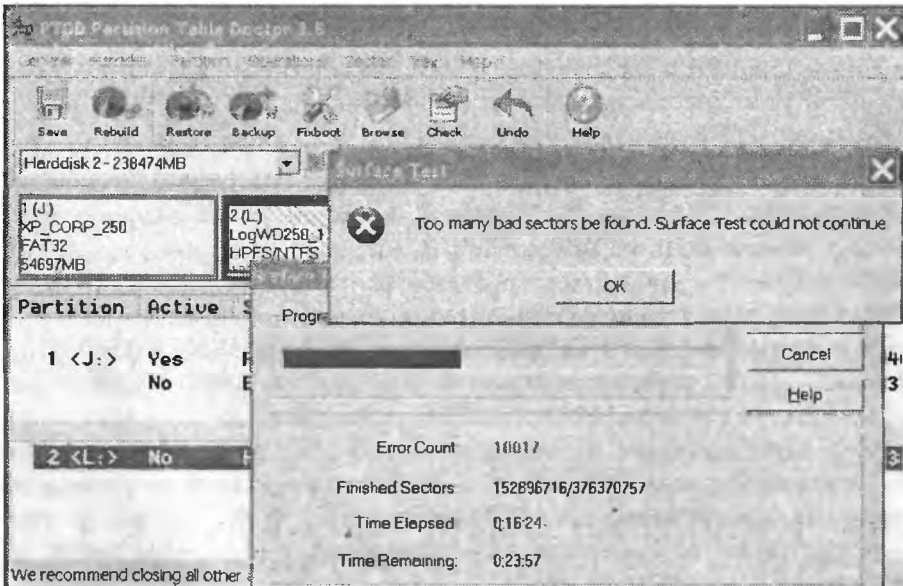 PTDD Partition Table Doctor 3.5
General
Save Rebuild Restore Backup Fixboot Browse Check Undo Help
Harddisk 2 - 238474MB
Surface Test
Too many bad sectors be found. Surface Test could not continue
OK
1 (J)
XP_CORP_250
FAT32
54697MB
2 (L)
LogWD250_1
HPFS/NTFS
Partition Active
Progre
1 <J:> Yes
No
2 <L:> No
Cancel
Help
Error Count 10017
Finished Sectors 152896716/376370757
Time Elapsed 0:16:24
Time Remaining: 0:23:57
We recommend closing all other